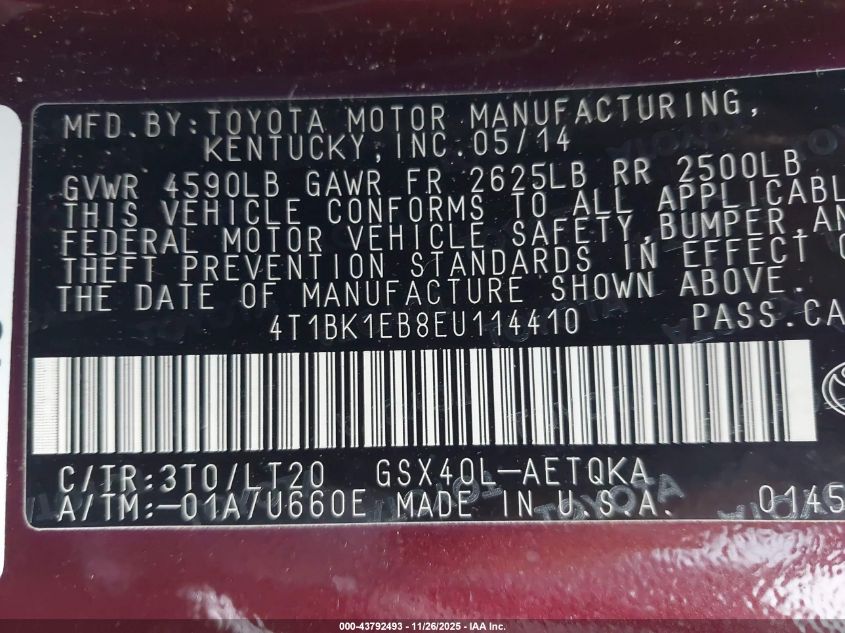 MFD.BY:TOYOTA MOTOR MANUFACTURING,
KENTUCKY,INC.05/14
GVWR 4590LB GAWR FR 2625LB RR 2500LB
THIS VEHICLE CONFORMS TO ALL APPLICABL
FEDERAL MOTOR VEHICLE SAFETY,BUMPER,AN
THEFT PREVENTION STANDARDS IN EFFECT O
THE DATE OF MANUFACTURE SHOWN ABOVE.
4T1BK1EB8EU114410 PASS.CA
C/TR:3T0/LT20 GSX40L-AETQKA
A/TM:-01A/U660E MADE IN U.S.A. 0145
TOYOTA
000-43792493 - 11/26/2025 - IAA Inc.